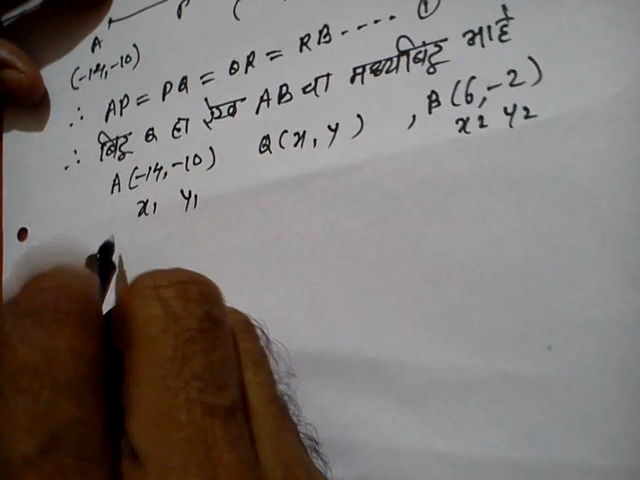 A P (
(-14,-10)
∴ AP = PQ = QR = RB .... ①
∴ बिंदु Q हा रेख AB चा मध्यबिंदु आहे
A(-14,-10) Q(x,y) , B(6,-2)
x₁ y₁ x₂ y₂